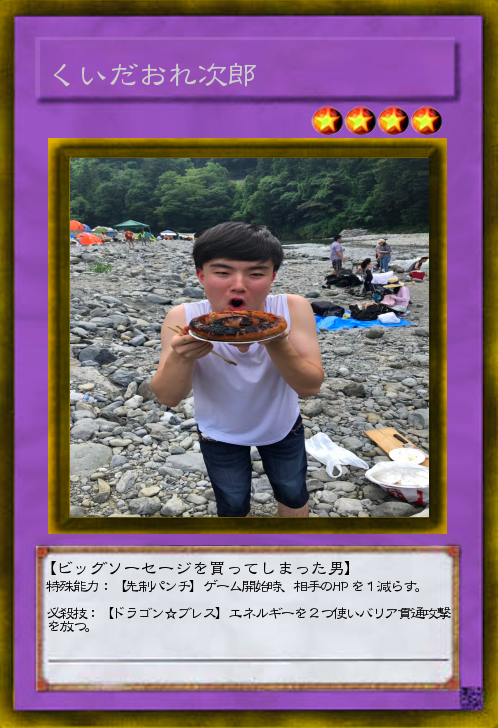 くいだおれ次郎
【ビッグソーセージを買ってしまった男】
特殊能力：【先制パンチ】ゲーム開始時、相手のHPを１減らす。
必殺技：【ドラゴン☆ブレス】エネルギーを２つ使いバリア貫通攻撃
を放つ。